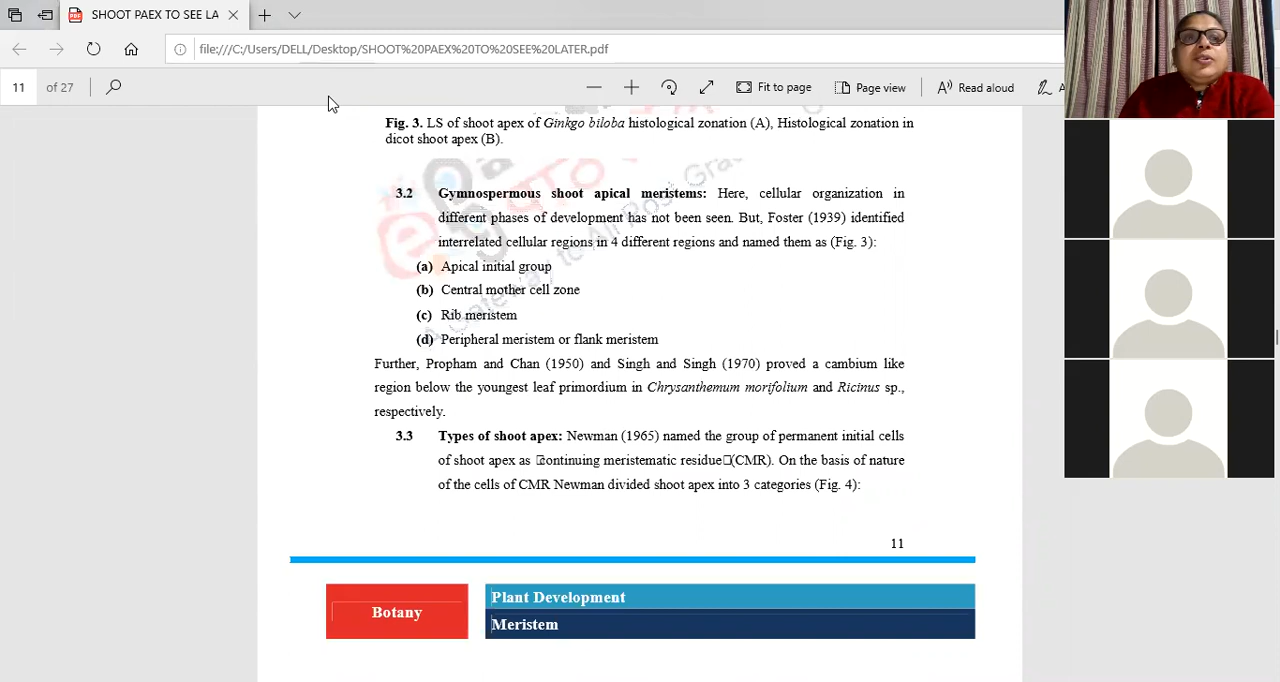 SHOOT PAEX TO SEE LA
file:///C:/Users/DELL/Desktop/SHOOT%20PAEX%20TO%20SEE%20LATER.pdf
11 of 27
Fit to page
Page view
Read aloud
Fig. 3. LS of shoot apex of Ginkgo biloba histological zonation (A), Histological zonation in
dicot shoot apex (B).
3.2 Gymnospermous shoot apical meristems: Here, cellular organization in
different phases of development has not been seen. But, Foster (1939) identified
interrelated cellular regions in 4 different regions and named them as (Fig. 3):
(a) Apical initial group
(b) Central mother cell zone
(c) Rib meristem
(d) Peripheral meristem or flank meristem
Further, Propham and Chan (1950) and Singh and Singh (1970) proved a cambium like
region below the youngest leaf primordium in Chrysanthemum morifolium and Ricinus sp.,
respectively.
3.3 Types of shoot apex: Newman (1965) named the group of permanent initial cells
of shoot apex as continuing meristematic residue (CMR). On the basis of nature
of the cells of CMR Newman divided shoot apex into 3 categories (Fig. 4):
11
Botany
Plant Development
Meristem
A Gateway to All Post Gra